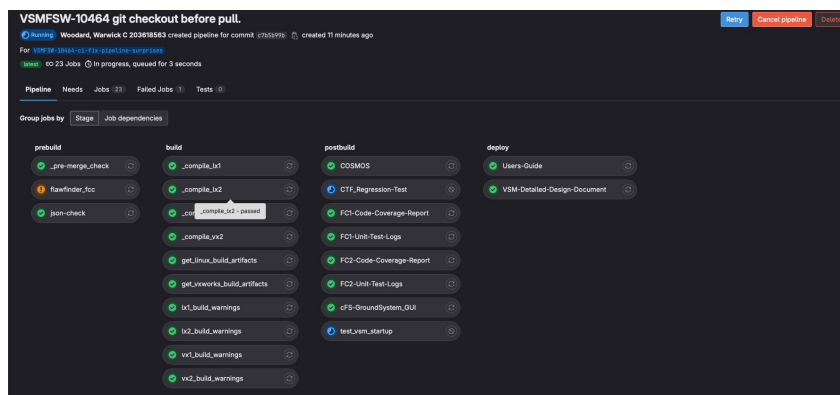 VSMFSW-10464 git checkout before pull.
Retry Cancel pipeline Delete
Running Woodard, Warwick C 203618563 created pipeline for commit c7b5b99b created 11 minutes ago
For VSMFSW-10464-ci-fix-pipeline-surprises
latest 23 Jobs In progress, queued for 3 seconds
Pipeline Needs Jobs 23 Failed Jobs 1 Tests 0
Group jobs by Stage Job dependencies
prebuild
_pre-merge_check
flawfinder_fcc
json-check
build
_compile_lx1
_compile_lx2
_compile_lx2 - passed
_compile_vx2
get_linux_build_artifacts
get_vxworks_build_artifacts
lx1_build_warnings
lx2_build_warnings
vx1_build_warnings
vx2_build_warnings
postbuild
COSMOS
CTF_Regression-Test
FC1-Code-Coverage-Report
FC1-Unit-Test-Logs
FC2-Code-Coverage-Report
FC2-Unit-Test-Logs
cFS-GroundSystem_GUI
test_vsm_startup
deploy
Users-Guide
VSM-Detailed-Design-Document